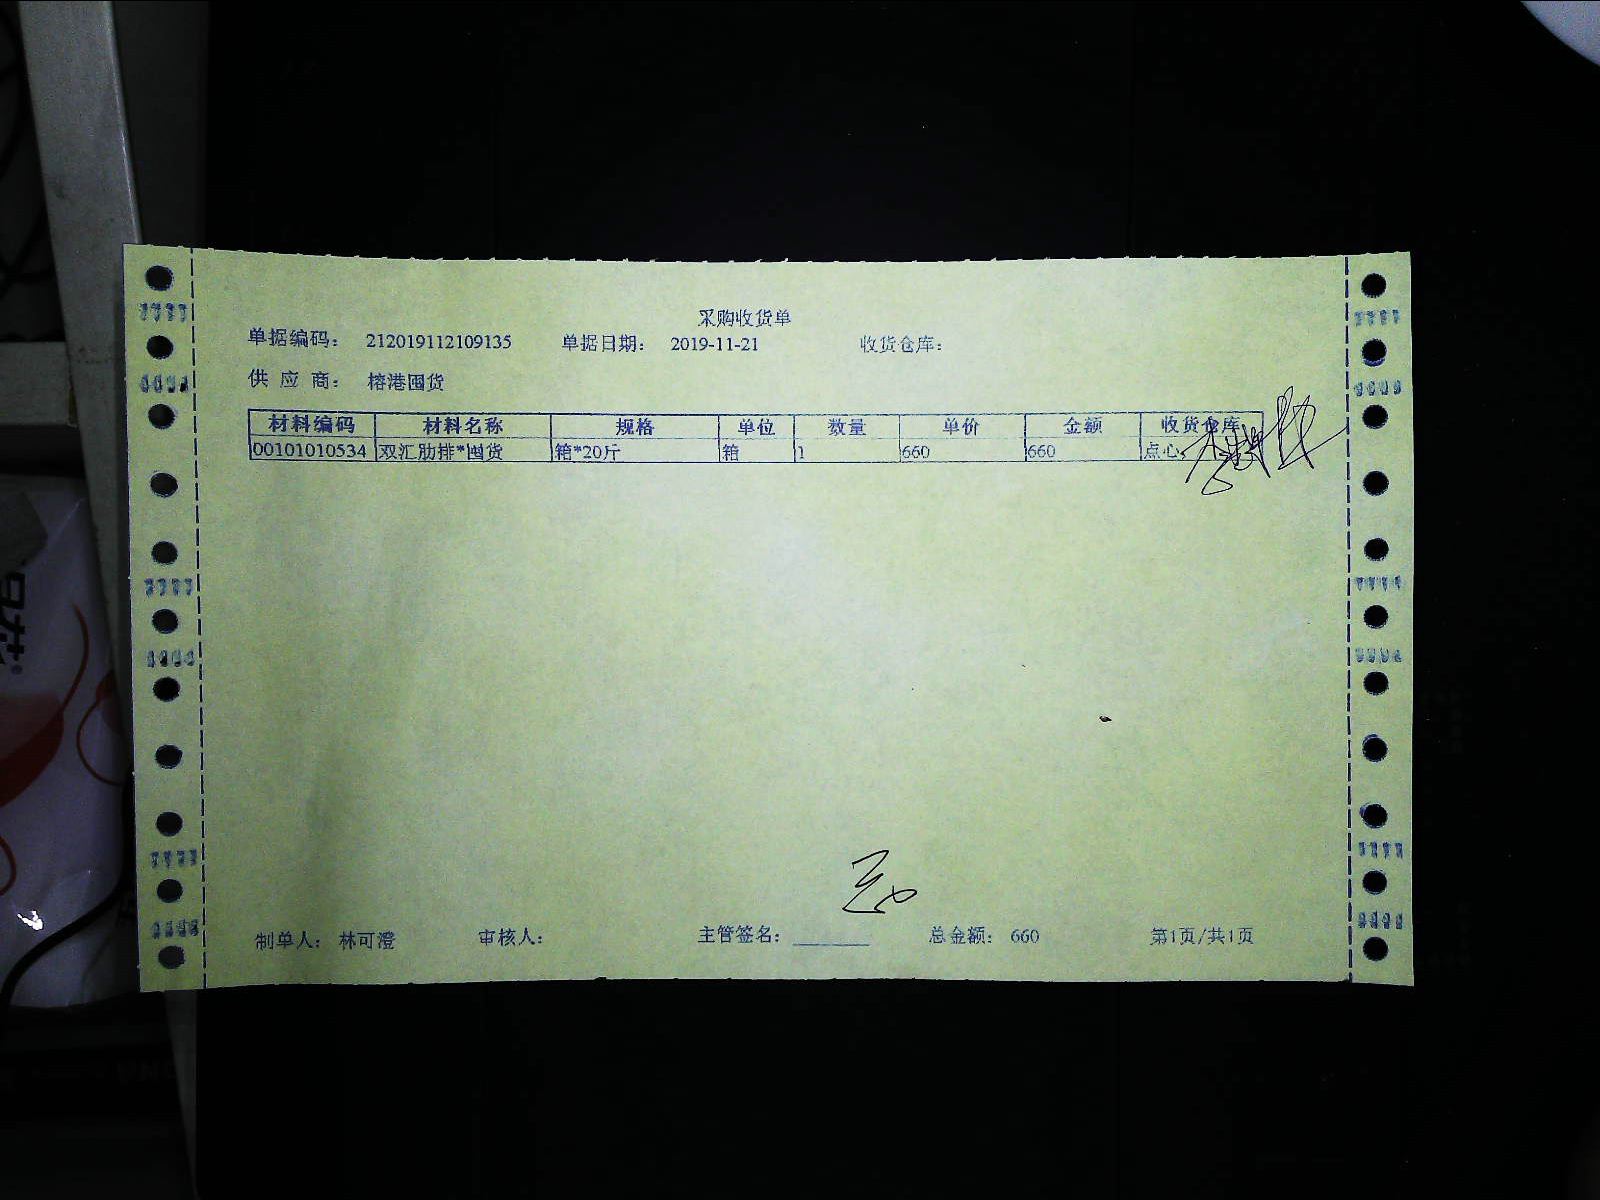 采购收货单
单据编码: 212019112109135 单据日期: 2019-11-21 收货仓库:
供 应 商: 榕港囤货
材料编码 材料名称 规格 单位 数量 单价 金额 收货仓库
00101010534 双汇肋排*囤货 箱*20斤 箱 1 660 660 点心
制单人: 林可澄 审核人: 主管签名: ________ 总金额: 660 第1页/共1页